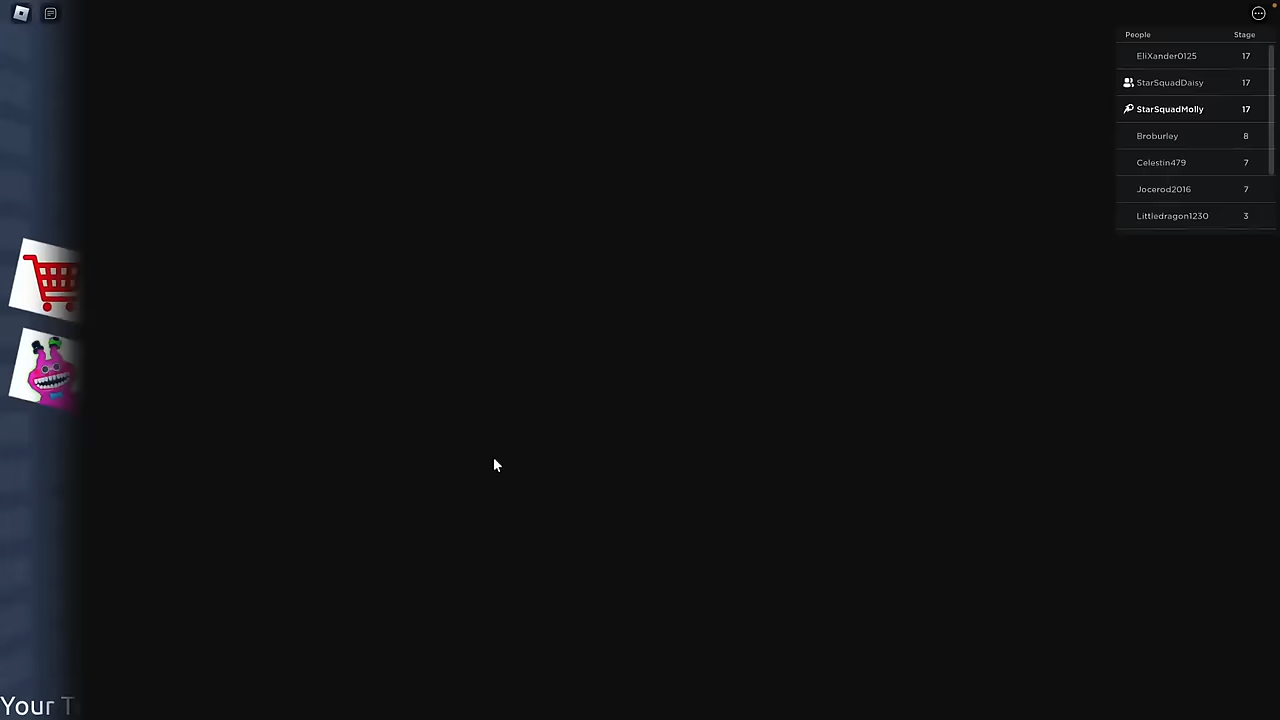 People Stage
EliXander0125 17
StarSquadDaisy 17
StarSquadMolly 17
Broburley 8
Celestin479 7
Jocerod2016 7
Littledragon1230 3
Your